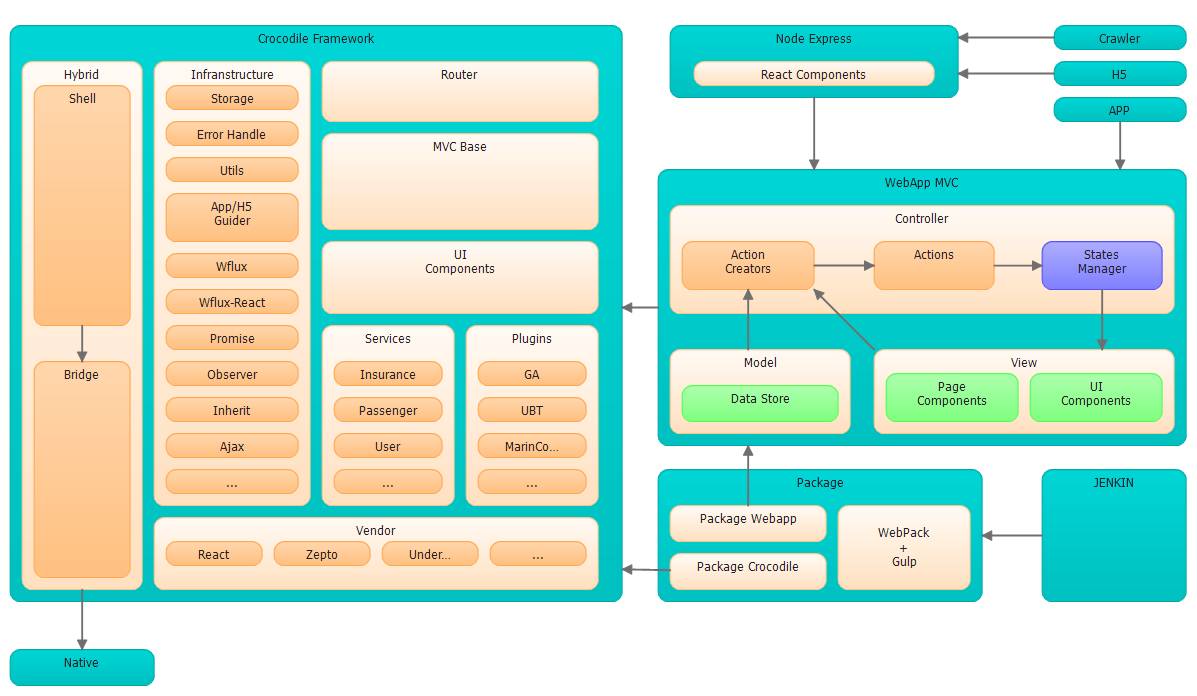 Crocodile Framework
Hybrid
Shell
Bridge
Infranstructure
Storage
Error Handle
Utils
App/H5
Guider
Wflux
Wflux-React
Promise
Observer
Inherit
Ajax
...
Router
MVC Base
UI
Components
Services
Insurance
Passenger
User
...
Plugins
GA
UBT
MarinCo...
...
Vendor
React
Zepto
Under...
...
Native
Node Express
React Components
Crawler
H5
APP
WebApp MVC
Controller
Action
Creators
Actions
States
Manager
Model
Data Store
View
Page
Components
UI
Components
Package
Package Webapp
Package Crocodile
WebPack
+
Gulp
JENKIN